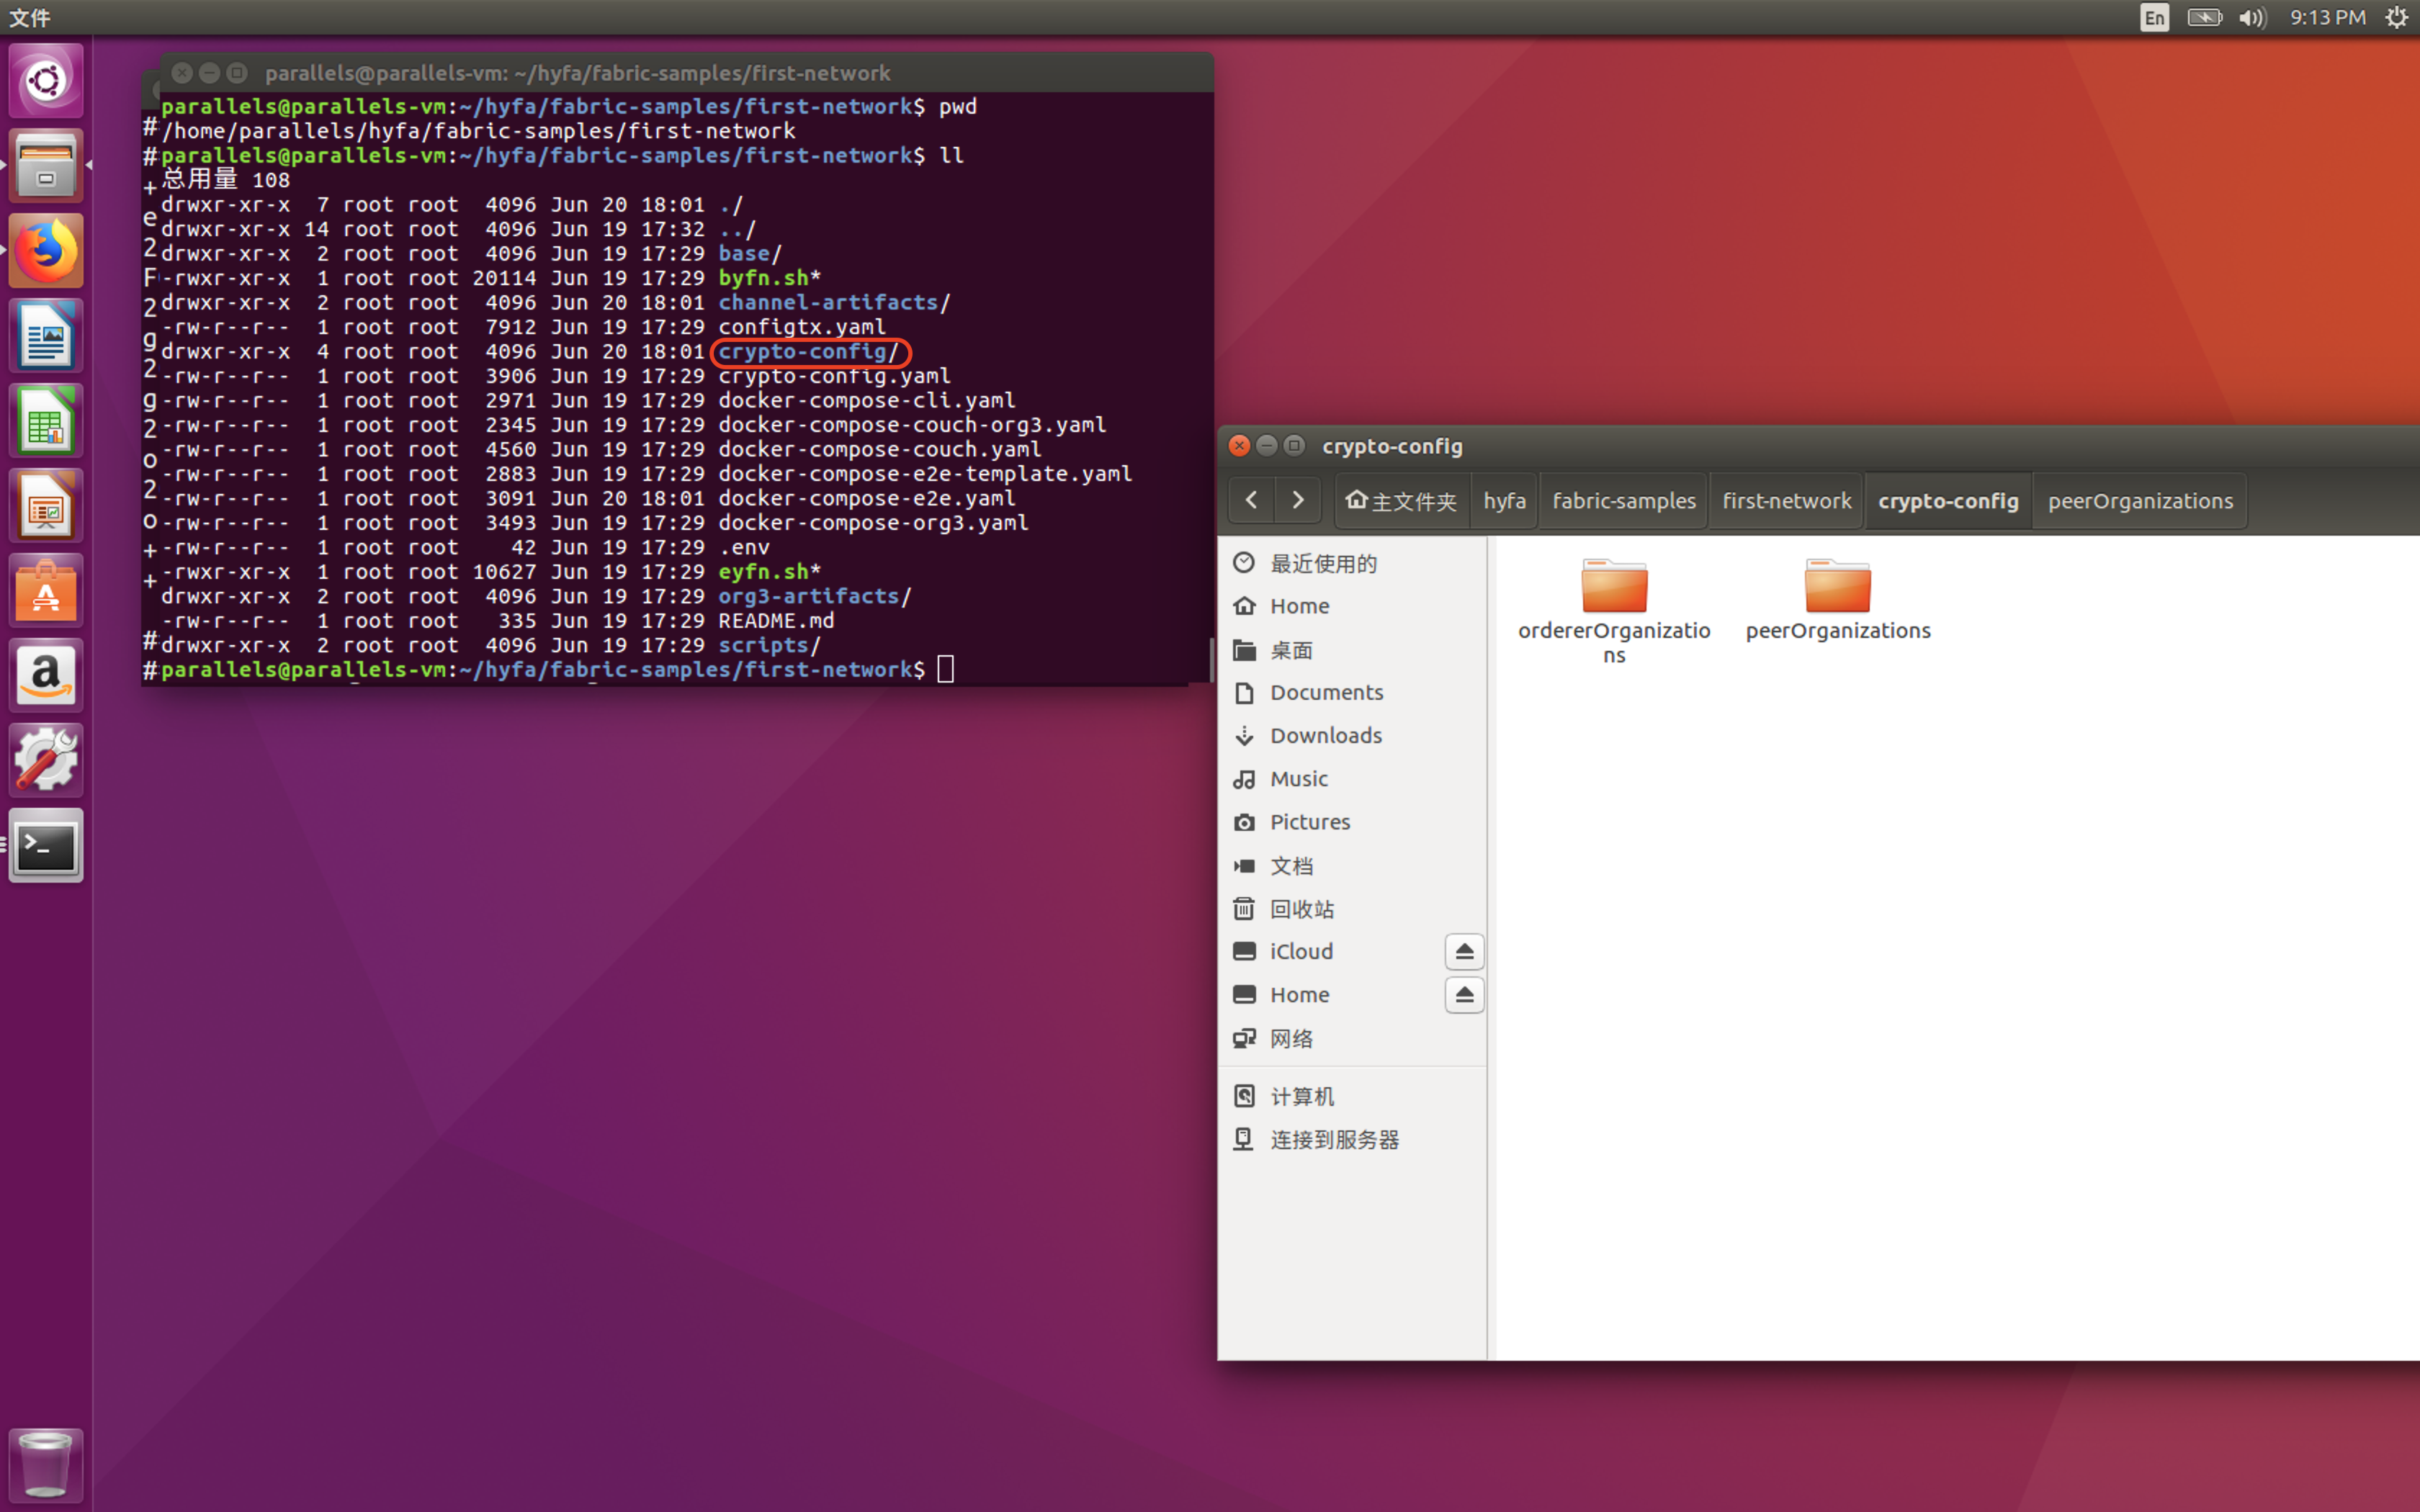 文件
En
9:13 PM
parallels@parallels-vm: ~/hyfa/fabric-samples/first-network
parallels@parallels-vm:~/hyfa/fabric-samples/first-network$ pwd
/home/parallels/hyfa/fabric-samples/first-network
parallels@parallels-vm:~/hyfa/fabric-samples/first-network$ ll
总用量 108
drwxr-xr-x  7 root root  4096 Jun 20 18:01 ./
drwxr-xr-x 14 root root  4096 Jun 19 17:32 ../
drwxr-xr-x  2 root root  4096 Jun 19 17:29 base/
-rwxr-xr-x  1 root root 20114 Jun 19 17:29 byfn.sh*
drwxr-xr-x  2 root root  4096 Jun 20 18:01 channel-artifacts/
-rw-r--r--  1 root root  7912 Jun 19 17:29 configtx.yaml
drwxr-xr-x  4 root root  4096 Jun 20 18:01 crypto-config/
-rw-r--r--  1 root root  3906 Jun 19 17:29 crypto-config.yaml
-rw-r--r--  1 root root  2971 Jun 19 17:29 docker-compose-cli.yaml
-rw-r--r--  1 root root  2345 Jun 19 17:29 docker-compose-couch-org3.yaml
-rw-r--r--  1 root root  4560 Jun 19 17:29 docker-compose-couch.yaml
-rw-r--r--  1 root root  2883 Jun 19 17:29 docker-compose-e2e-template.yaml
-rw-r--r--  1 root root  3091 Jun 20 18:01 docker-compose-e2e.yaml
-rw-r--r--  1 root root  3493 Jun 19 17:29 docker-compose-org3.yaml
-rw-r--r--  1 root root    42 Jun 19 17:29 .env
-rwxr-xr-x  1 root root 10627 Jun 19 17:29 eyfn.sh*
drwxr-xr-x  2 root root  4096 Jun 19 17:29 org3-artifacts/
-rw-r--r--  1 root root   335 Jun 19 17:29 README.md
drwxr-xr-x  2 root root  4096 Jun 19 17:29 scripts/
parallels@parallels-vm:~/hyfa/fabric-samples/first-network$
crypto-config
主文件夹 hyfa fabric-samples first-network crypto-config peerOrganizations
最近使用的
Home
桌面
Documents
Downloads
Music
Pictures
文档
回收站
iCloud
Home
网络
计算机
连接到服务器
ordererOrganizatio
ns
peerOrganizations